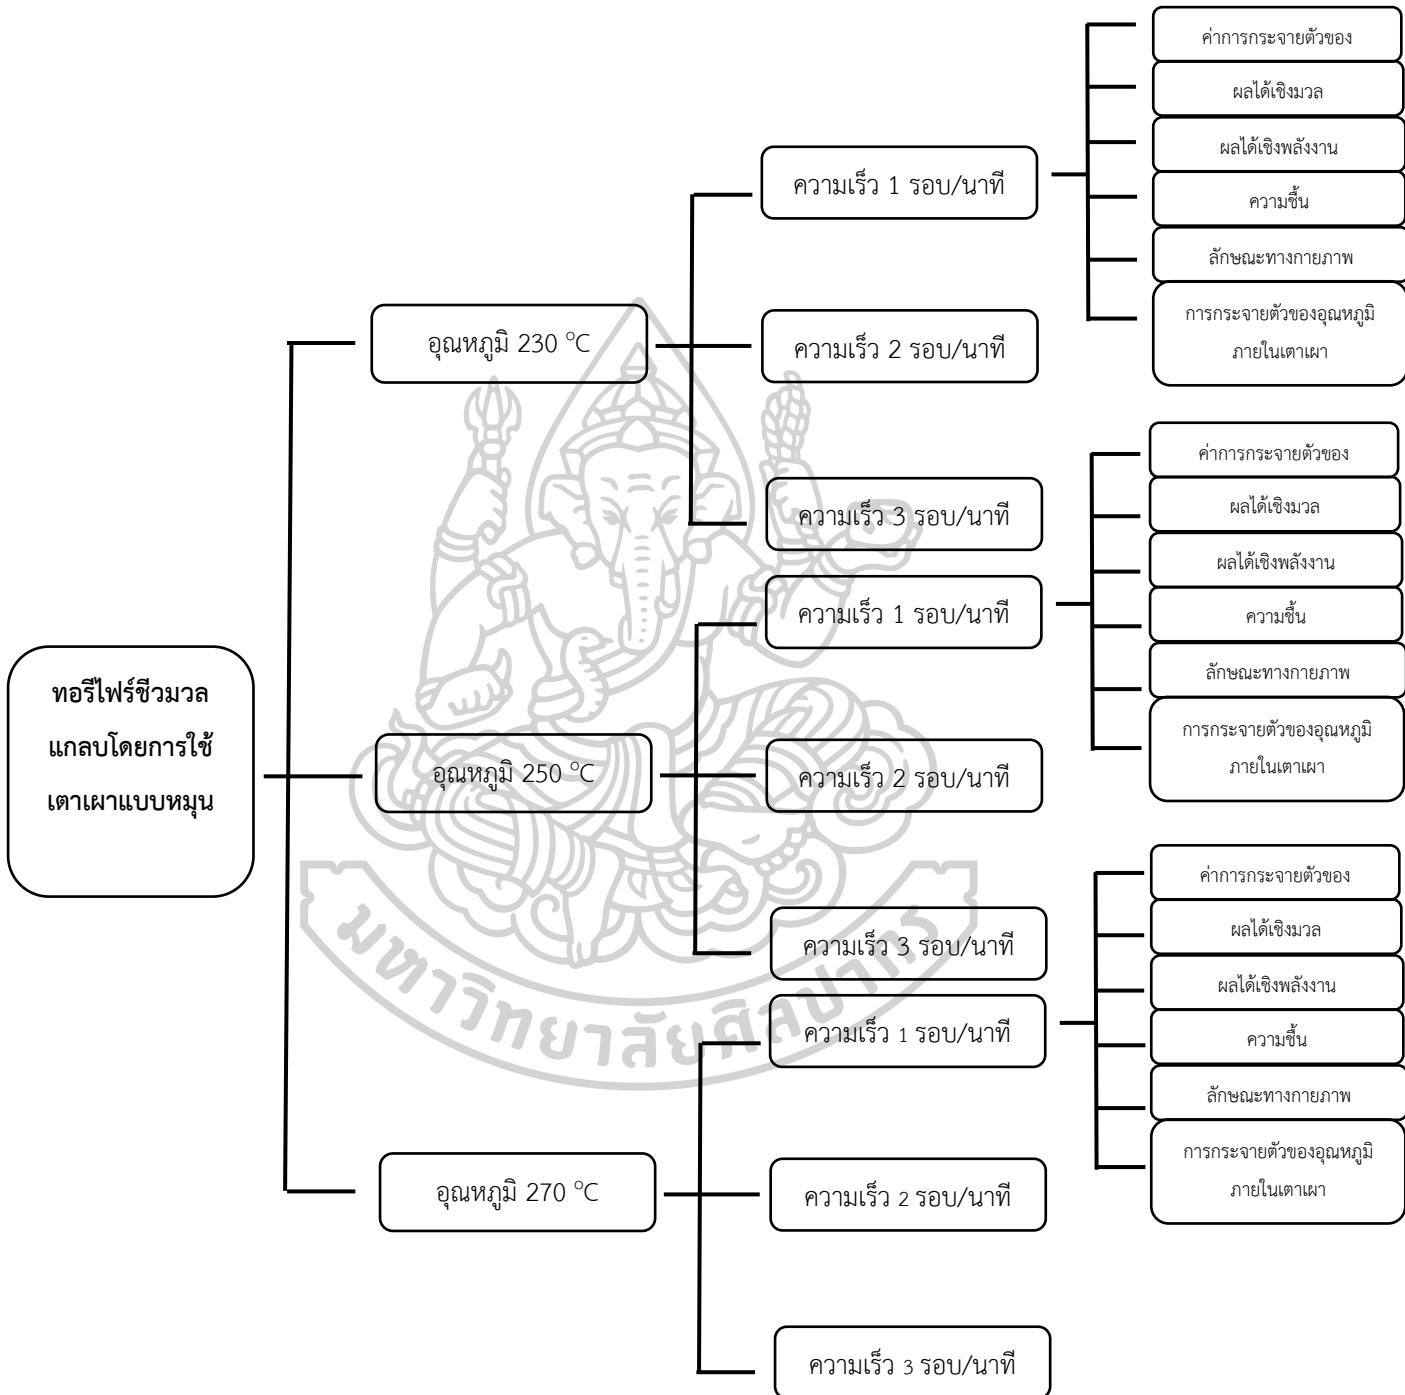 ทอรีไฟร์ชีวมวล
แกลบโดยการใช้
เตาเผาแบบหมุน
อุณหภูมิ 230 °C
ความเร็ว 1 รอบ/นาที
ค่าการกระจายตัวของ
ผลได้เชิงมวล
ผลได้เชิงพลังงาน
ความชื้น
ลักษณะทางกายภาพ
การกระจายตัวของอุณหภูมิ
ภายในเตาเผา
ความเร็ว 2 รอบ/นาที
ความเร็ว 3 รอบ/นาที
อุณหภูมิ 250 °C
ความเร็ว 1 รอบ/นาที
ค่าการกระจายตัวของ
ผลได้เชิงมวล
ผลได้เชิงพลังงาน
ความชื้น
ลักษณะทางกายภาพ
การกระจายตัวของอุณหภูมิ
ภายในเตาเผา
ความเร็ว 2 รอบ/นาที
ความเร็ว 3 รอบ/นาที
อุณหภูมิ 270 °C
ความเร็ว 1 รอบ/นาที
ค่าการกระจายตัวของ
ผลได้เชิงมวล
ผลได้เชิงพลังงาน
ความชื้น
ลักษณะทางกายภาพ
การกระจายตัวของอุณหภูมิ
ภายในเตาเผา
ความเร็ว 2 รอบ/นาที
ความเร็ว 3 รอบ/นาที
มหาวิทยาลัยศิลปากร